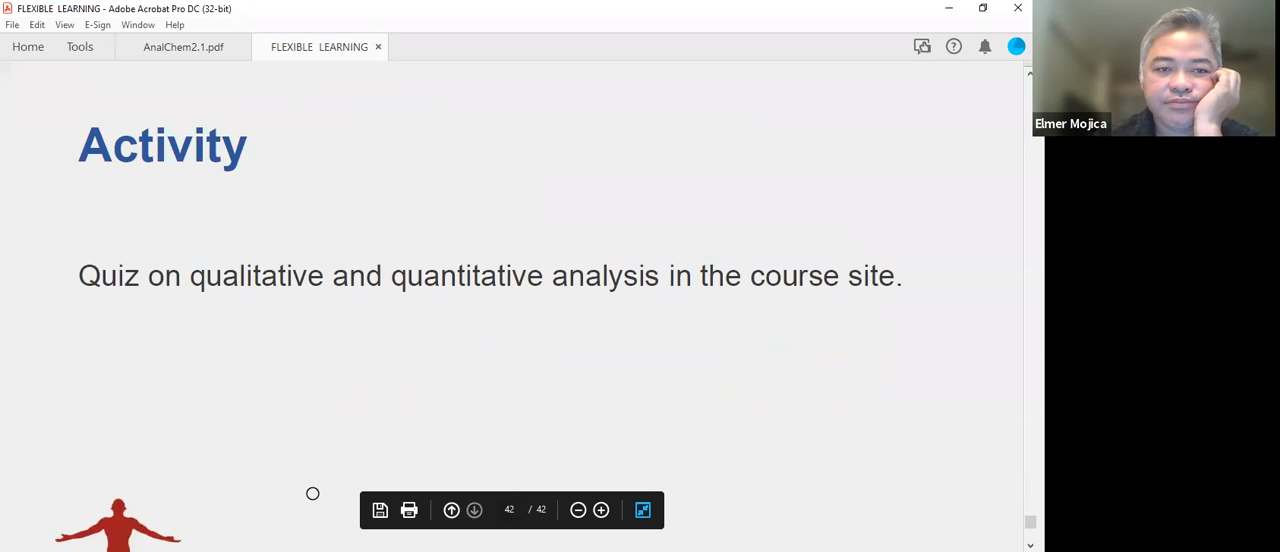 FLEXIBLE LEARNING - Adobe Acrobat Pro DC (32-bit)
File Edit View E-Sign Window Help
Home Tools AnalChem2.1.pdf FLEXIBLE LEARNING ×
Activity
Quiz on qualitative and quantitative analysis in the course site.
42 / 42
Elmer Mojica